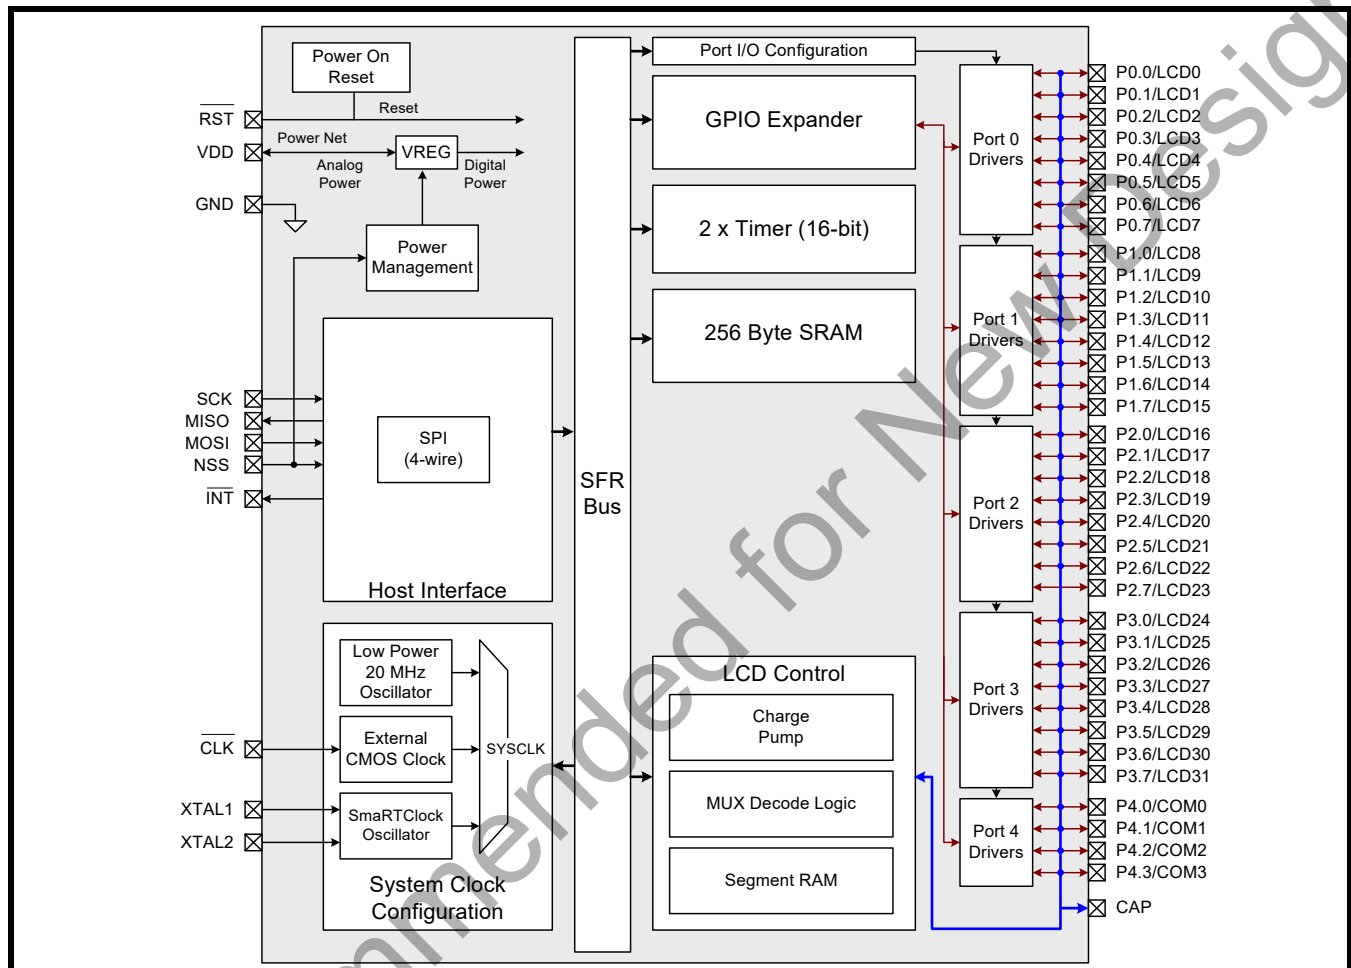 Power On
Reset
Reset
RST
Power Net
VDD
VREG
Analog
Power
Digital
Power
GND
Power
Management
SCK
MISO
MOSI
NSS
INT
SPI
(4-wire)
Host Interface
Low Power
20 MHz
Oscillator
CLK
External
CMOS Clock
SYSCLK
XTAL1
XTAL2
SmaRTClock
Oscillator
System Clock
Configuration
SFR
Bus
Port I/O Configuration
GPIO Expander
2 x Timer (16-bit)
256 Byte SRAM
LCD Control
Charge
Pump
MUX Decode Logic
Segment RAM
Port 0
Drivers
Port 1
Drivers
Port 2
Drivers
Port 3
Drivers
Port 4
Drivers
P0.0/LCD0
P0.1/LCD1
P0.2/LCD2
P0.3/LCD3
P0.4/LCD4
P0.5/LCD5
P0.6/LCD6
P0.7/LCD7
P1.0/LCD8
P1.1/LCD9
P1.2/LCD10
P1.3/LCD11
P1.4/LCD12
P1.5/LCD13
P1.6/LCD14
P1.7/LCD15
P2.0/LCD16
P2.1/LCD17
P2.2/LCD18
P2.3/LCD19
P2.4/LCD20
P2.5/LCD21
P2.6/LCD22
P2.7/LCD23
P3.0/LCD24
P3.1/LCD25
P3.2/LCD26
P3.3/LCD27
P3.4/LCD28
P3.5/LCD29
P3.6/LCD30
P3.7/LCD31
P4.0/COM0
P4.1/COM1
P4.2/COM2
P4.3/COM3
CAP
for New